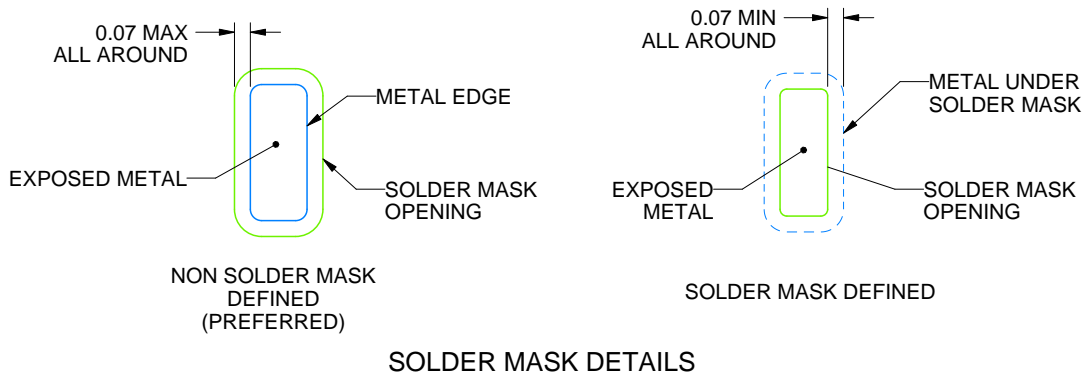 0.07 MAX
ALL AROUND
METAL EDGE
EXPOSED METAL
SOLDER MASK
OPENING
NON SOLDER MASK
DEFINED
(PREFERRED)
0.07 MIN
ALL AROUND
METAL UNDER
SOLDER MASK
EXPOSED
METAL
SOLDER MASK
OPENING
SOLDER MASK DEFINED
SOLDER MASK DETAILS